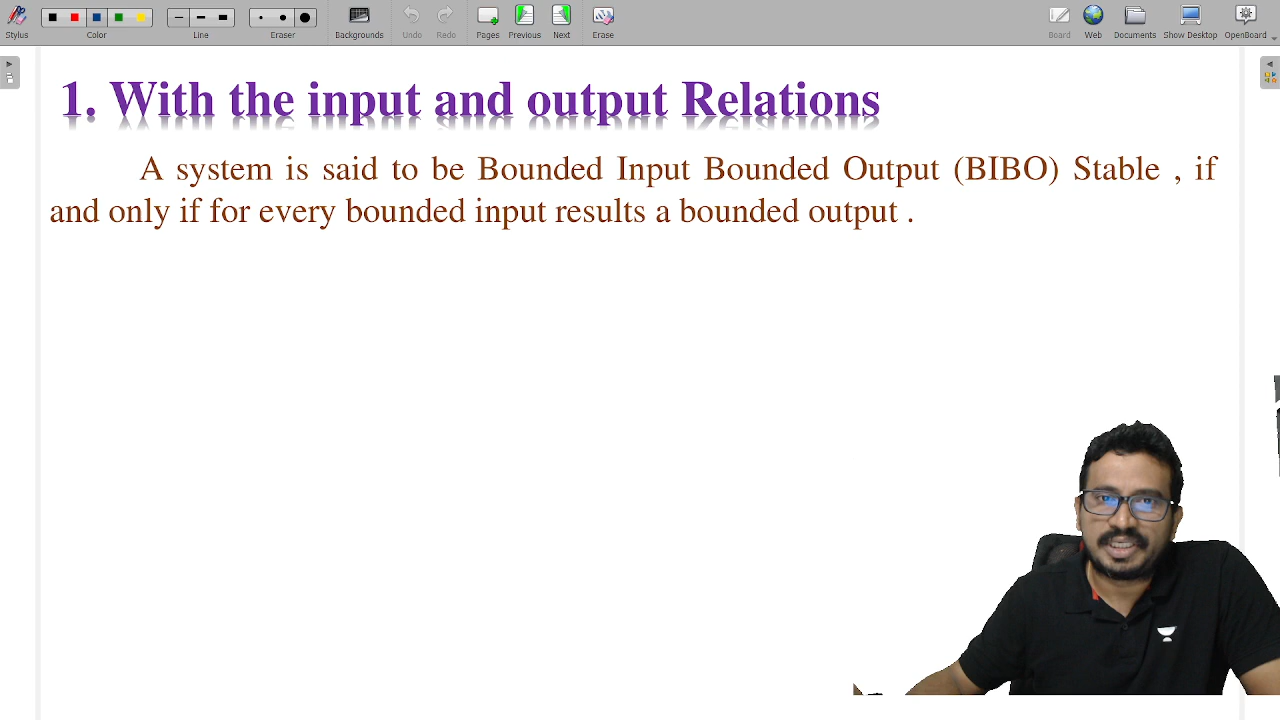 Stylus
Color
Line
Eraser
Backgrounds
Undo
Redo
Pages
Previous
Next
Erase
Board
Web
Documents
Show Desktop
OpenBoard
1. With the input and output Relations
A system is said to be Bounded Input Bounded Output (BIBO) Stable , if
and only if for every bounded input results a bounded output .